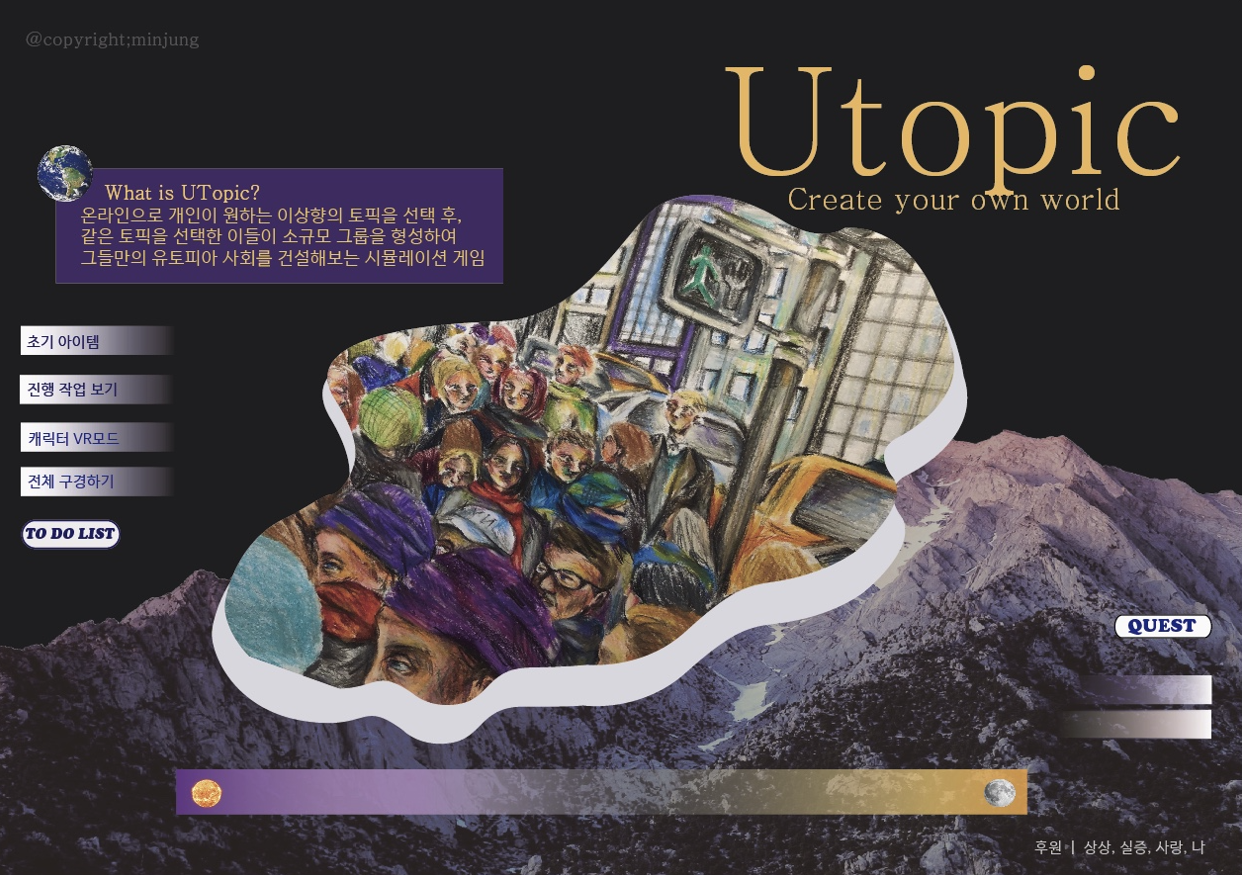 @copyright;minjung
Utopic
Create your own world
What is UTopic?
온라인으로 개인이 원하는 이상향의 토픽을 선택 후,
같은 토픽을 선택한 이들이 소규모 그룹을 형성하여
그들만의 유토피아 사회를 건설해보는 시뮬레이션 게임
초기 아이템
진행 작업 보기
캐릭터 VR모드
전체 구경하기
TO DO LIST
QUEST
후원 | 상상, 실증, 사랑, 나